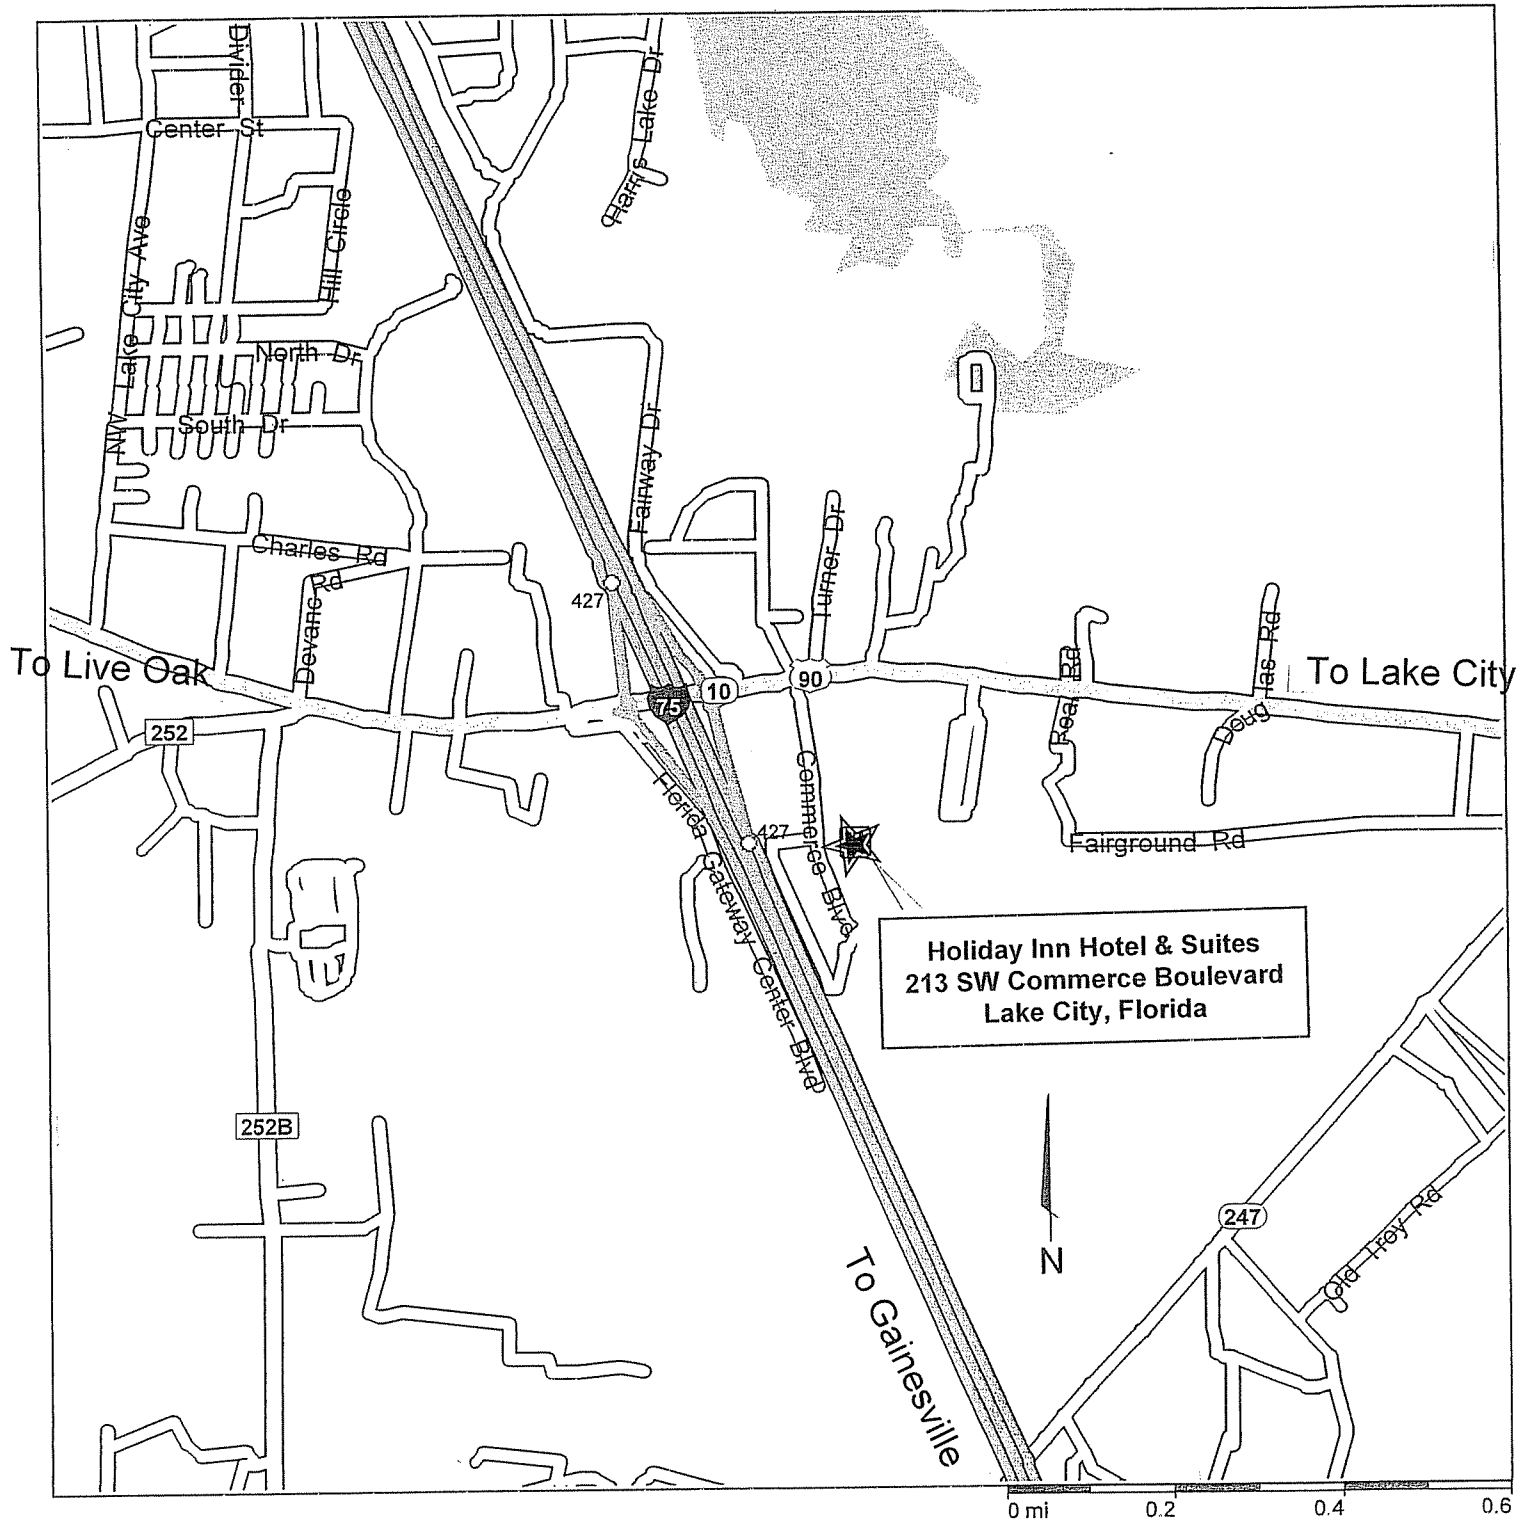 Divider
Harris Lake Dr
Center St
NW Lake City Ave
Hill Circle
North Dr
South Dr
Fairway Dr
Turner Dr
Charles Rd
Rd
Devane
427
To Live Oak
Real Rd
Douglas Rd
To Lake City
10
90
75
252
Commerce Blvd
Florida Gateway Center Blvd
427
Fairground Rd
Holiday Inn Hotel & Suites
213 SW Commerce Boulevard
Lake City, Florida
252B
N
247
Old Troy Rd
To Gainesville
0 mi
0.2
0.4
0.6